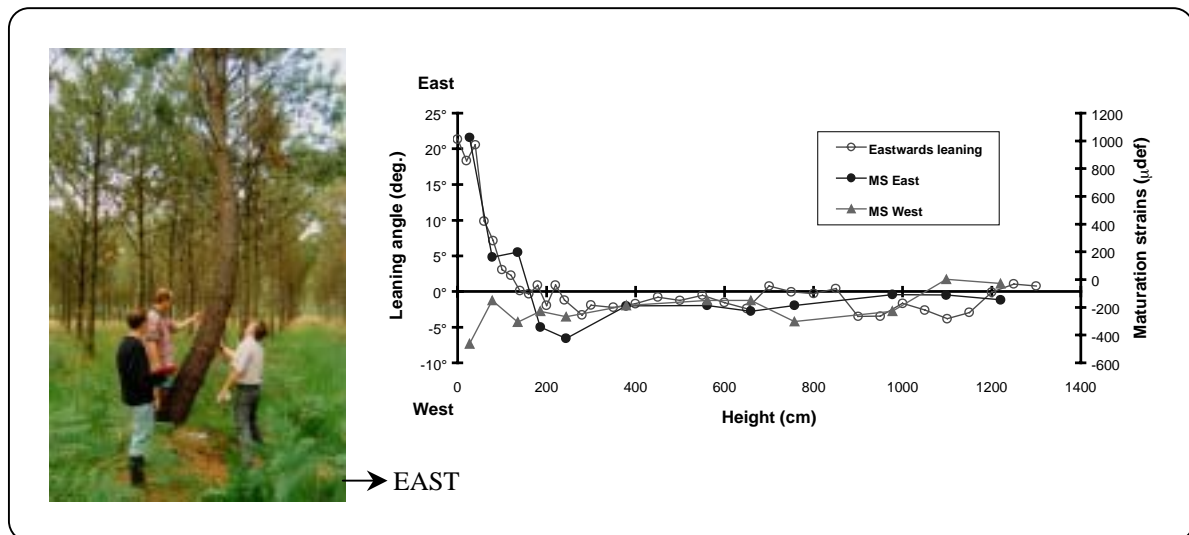 East
25°
20°
15°
10°
5°
0°
-5°
-10°
Leaning angle (deg.)
West
0 200 400 600 800 1000 1200 1400
Height (cm)
Eastwards leaning
MS East
MS West
1200
1000
800
600
400
200
0
-200
-400
-600
Maturation strains (μdef)
EAST